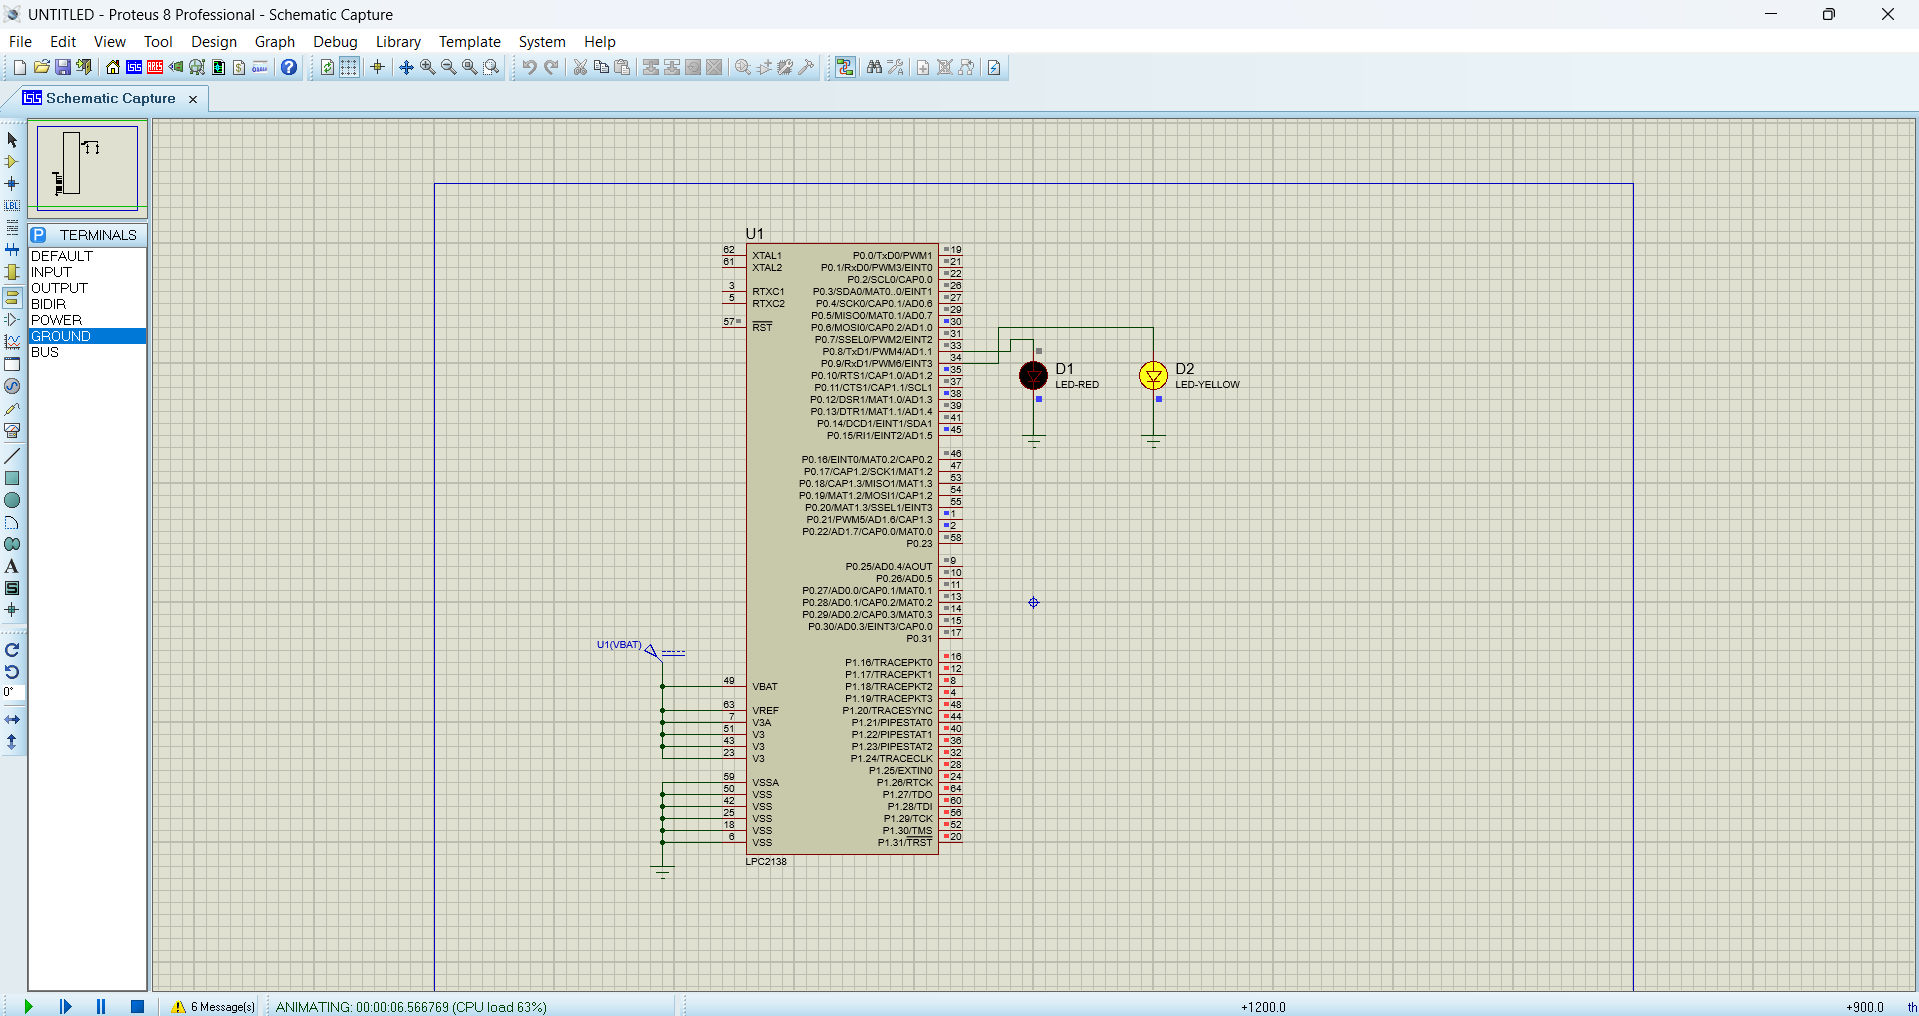 UNTITLED - Proteus 8 Professional - Schematic Capture
File Edit View Tool Design Graph Debug Library Template System Help
Schematic Capture
TERMINALS
DEFAULT
INPUT
OUTPUT
BIDIR
POWER
GROUND
BUS
LBL
0°
U1
62 XTAL1 P0.0/TxD0/PWM1 19
61 XTAL2 P0.1/RxD0/PWM3/EINT0 21
P0.2/SCL0/CAP0.0 22
3 RTXC1 P0.3/SDA0/MAT0..0/EINT1 26
5 RTXC2 P0.4/SCK0/CAP0.1/AD0.6 27
P0.5/MISO0/MAT0.1/AD0.7 29
57 RST P0.6/MOSI0/CAP0.2/AD1.0 30
P0.7/SSEL0/PWM2/EINT2 31
P0.8/TxD1/PWM4/AD1.1 33
P0.9/RxD1/PWM6/EINT3 34
P0.10/RTS1/CAP1.0/AD1.2 35
P0.11/CTS1/CAP1.1/SCL1 37
P0.12/DSR1/MAT1.0/AD1.3 38
P0.13/DTR1/MAT1.1/AD1.4 39
P0.14/DCD1/EINT1/SDA1 41
P0.15/RI1/EINT2/AD1.5 45
P0.16/EINT0/MAT0.2/CAP0.2 46
P0.17/CAP1.2/SCK1/MAT1.2 47
P0.18/CAP1.3/MISO1/MAT1.3 53
P0.19/MAT1.2/MOSI1/CAP1.2 54
P0.20/MAT1.3/SSEL1/EINT3 55
P0.21/PWM5/AD1.6/CAP1.3 1
P0.22/AD1.7/CAP0.0/MAT0.0 2
P0.23 58
P0.25/AD0.4/AOUT 9
P0.26/AD0.5 10
P0.27/AD0.0/CAP0.1/MAT0.1 11
P0.28/AD0.1/CAP0.2/MAT0.2 13
P0.29/AD0.2/CAP0.3/MAT0.3 14
P0.30/AD0.3/EINT3/CAP0.0 15
P0.31 17
P1.16/TRACEPKT0 16
P1.17/TRACEPKT1 12
49 VBAT P1.18/TRACEPKT2 8
P1.19/TRACEPKT3 4
63 VREF P1.20/TRACESYNC 48
7 V3A P1.21/PIPESTAT0 44
51 V3 P1.22/PIPESTAT1 40
43 V3 P1.23/PIPESTAT2 36
23 V3 P1.24/TRACECLK 32
P1.25/EXTIN0 28
59 VSSA P1.26/RTCK 24
50 VSS P1.27/TDO 64
42 VSS P1.28/TDI 60
25 VSS P1.29/TCK 56
18 VSS P1.30/TMS 52
6 VSS P1.31/TRST 20
LPC2138
U1(VBAT)
D1
LED-RED
D2
LED-YELLOW
6 Message(s) ANIMATING: 00:00:06.566769 (CPU load 63%) +1200.0 +900.0 th